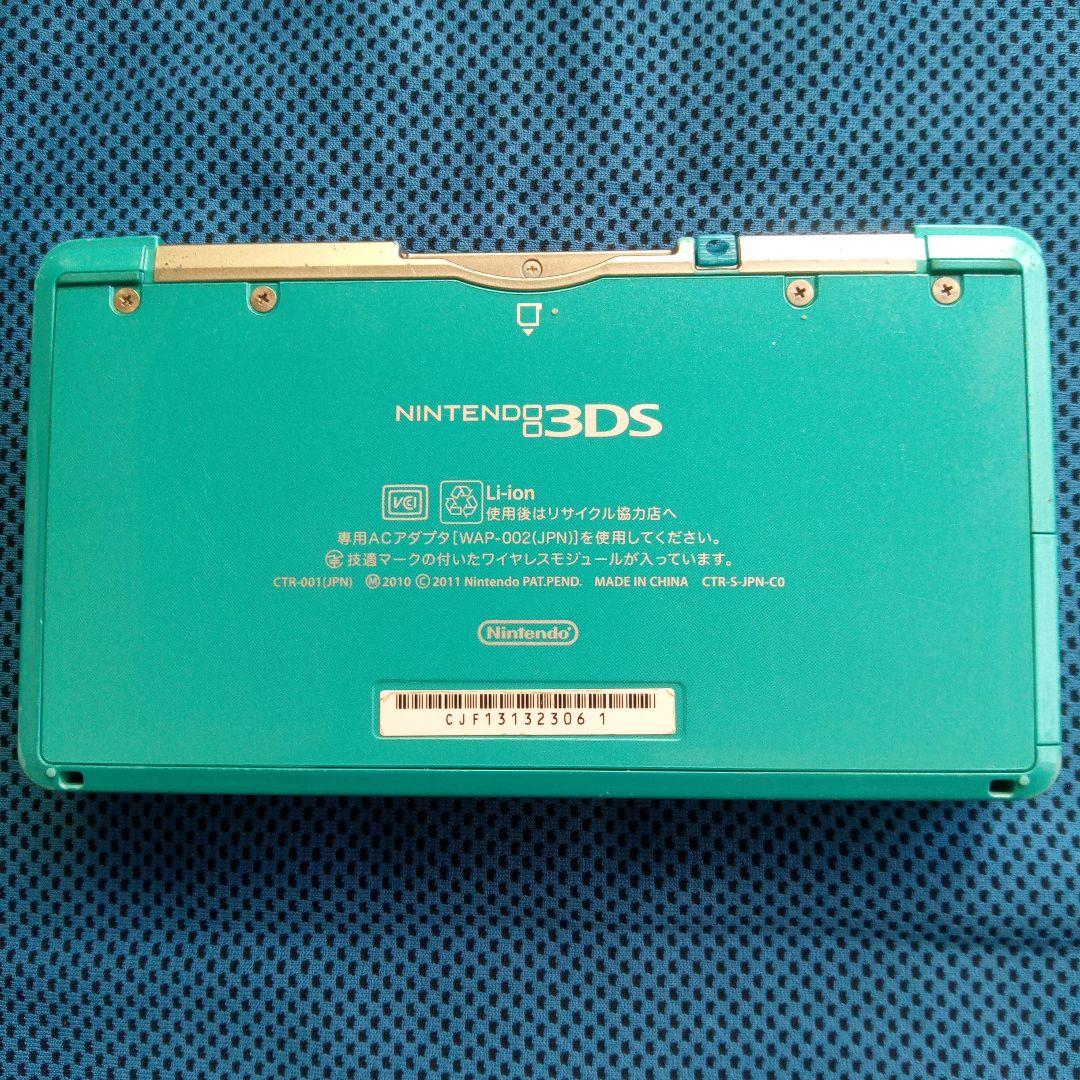 NINTENDO 3DS
VCI
Li-ion
使用後はリサイクル協力店へ
専用ACアダプタ[WAP-002(JPN)]を使用してください。
技適マークの付いたワイヤレスモジュールが入っています。
CTR-001(JPN) Ⓜ2010 ©2011 Nintendo PAT.PEND. MADE IN CHINA CTR-S-JPN-C0
Nintendo®
CJF13132306 1